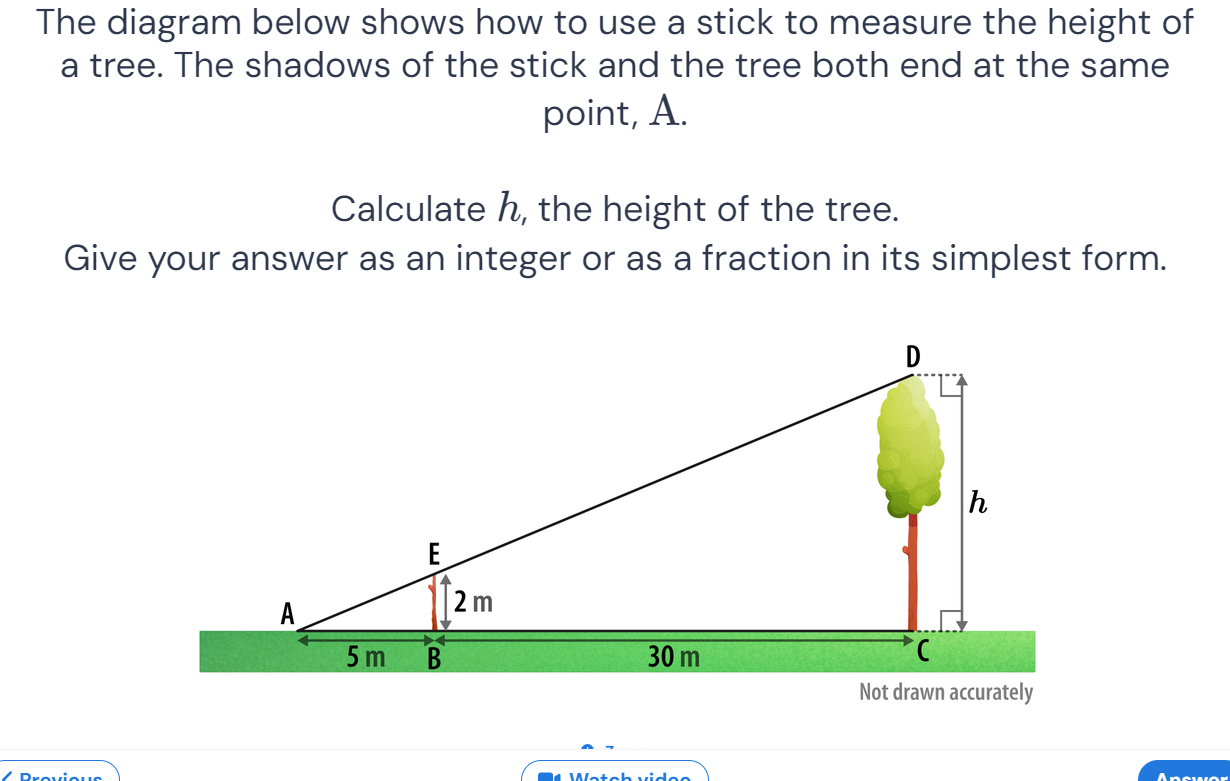 The diagram below shows how to use a stick to measure the height of
a tree. The shadows of the stick and the tree both end at the same
point, A.
Calculate h, the height of the tree.
Give your answer as an integer or as a fraction in its simplest form.
D
h
E
2 m
A
5 m B 30 m C
Not drawn accurately
Previous Watch video Answer